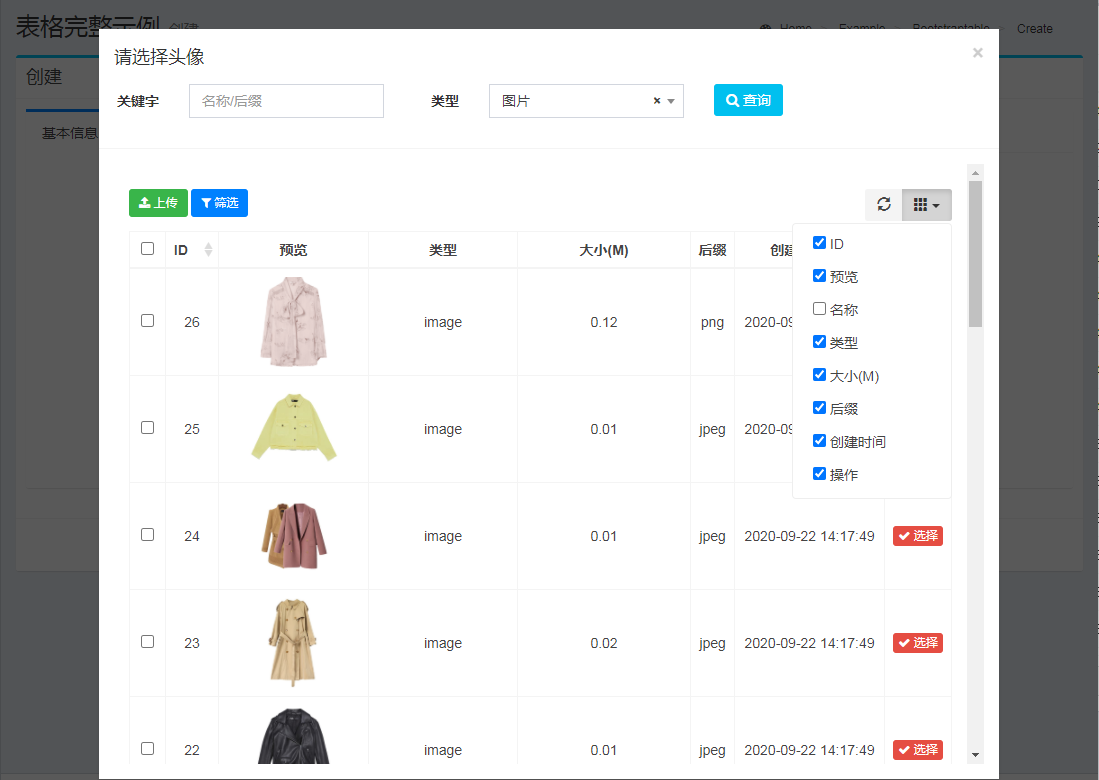 表格完整示例 创建
Home Example Bootstraptable Create
创建
基本信息
请选择头像 ×
关键字 名称/后缀 类型 图片 × 查询
上传 筛选
ID 预览 类型 大小(M) 后缀 创建
ID
预览
名称
类型
大小(M)
后缀
创建时间
操作
26 image 0.12 png 2020-09
25 image 0.01 jpeg 2020-09
24 image 0.01 jpeg 2020-09-22 14:17:49 选择
23 image 0.02 jpeg 2020-09-22 14:17:49 选择
22 image 0.01 jpeg 2020-09-22 14:17:49 选择